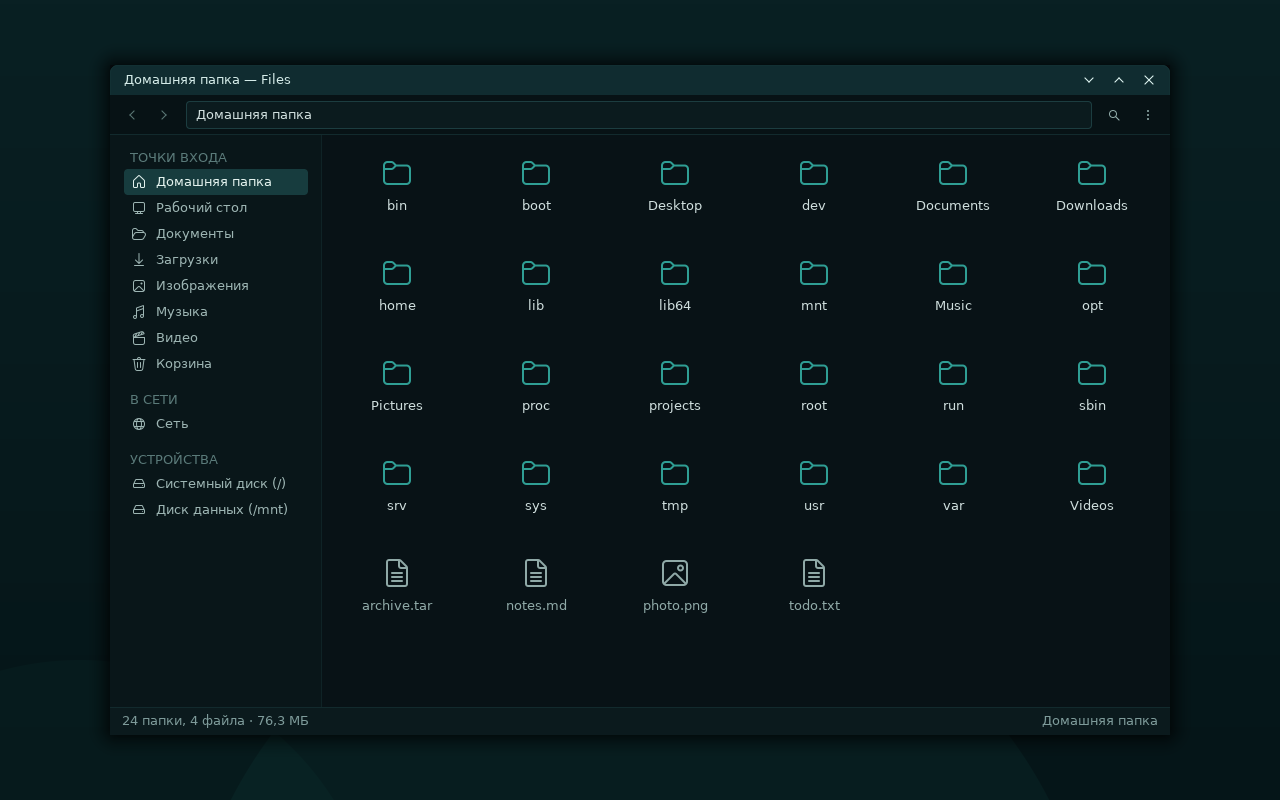 Домашняя папка — Files
Домашняя папка
ТОЧКИ ВХОДА
Домашняя папка
Рабочий стол
Документы
Загрузки
Изображения
Музыка
Видео
Корзина
В СЕТИ
Сеть
УСТРОЙСТВА
Системный диск (/)
Диск данных (/mnt)
bin boot Desktop dev Documents Downloads
home lib lib64 mnt Music opt
Pictures proc projects root run sbin
srv sys tmp usr var Videos
archive.tar notes.md photo.png todo.txt
24 папки, 4 файла · 76,3 МБ
Домашняя папка